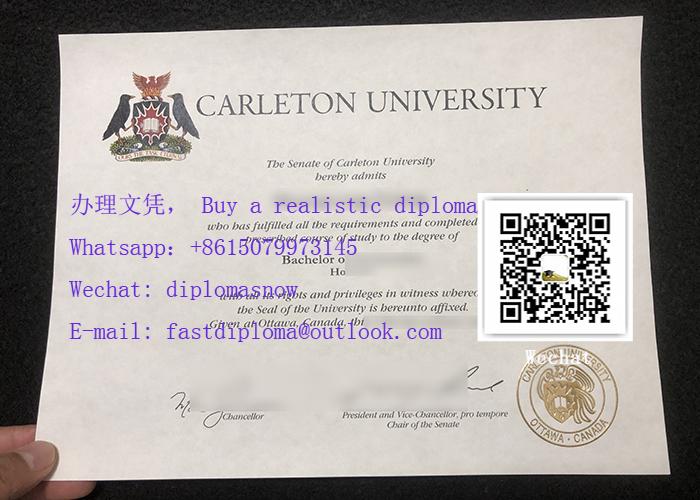 CARLETON UNIVERSITY
OURS THE TASK ETERNAL
The Senate of Carleton University
hereby admits
办理文凭， Buy a realistic diploma
who has fulfilled all the requirements and completed
prescribed course of study to the degree of
Whatsapp: +8615079973145
Bachelor
Wechat: diplomasnow
with all its rights and privileges in witness
the Seal of the University is hereunto affixed.
Given at Ottawa, Canada,
E-mail: fastdiploma@outlook.com
Wechat
CARLETON UNIVERSITY
OTTAWA · CANADA
Chancellor
President and Vice-Chancellor, pro tempore
Chair of the Senate